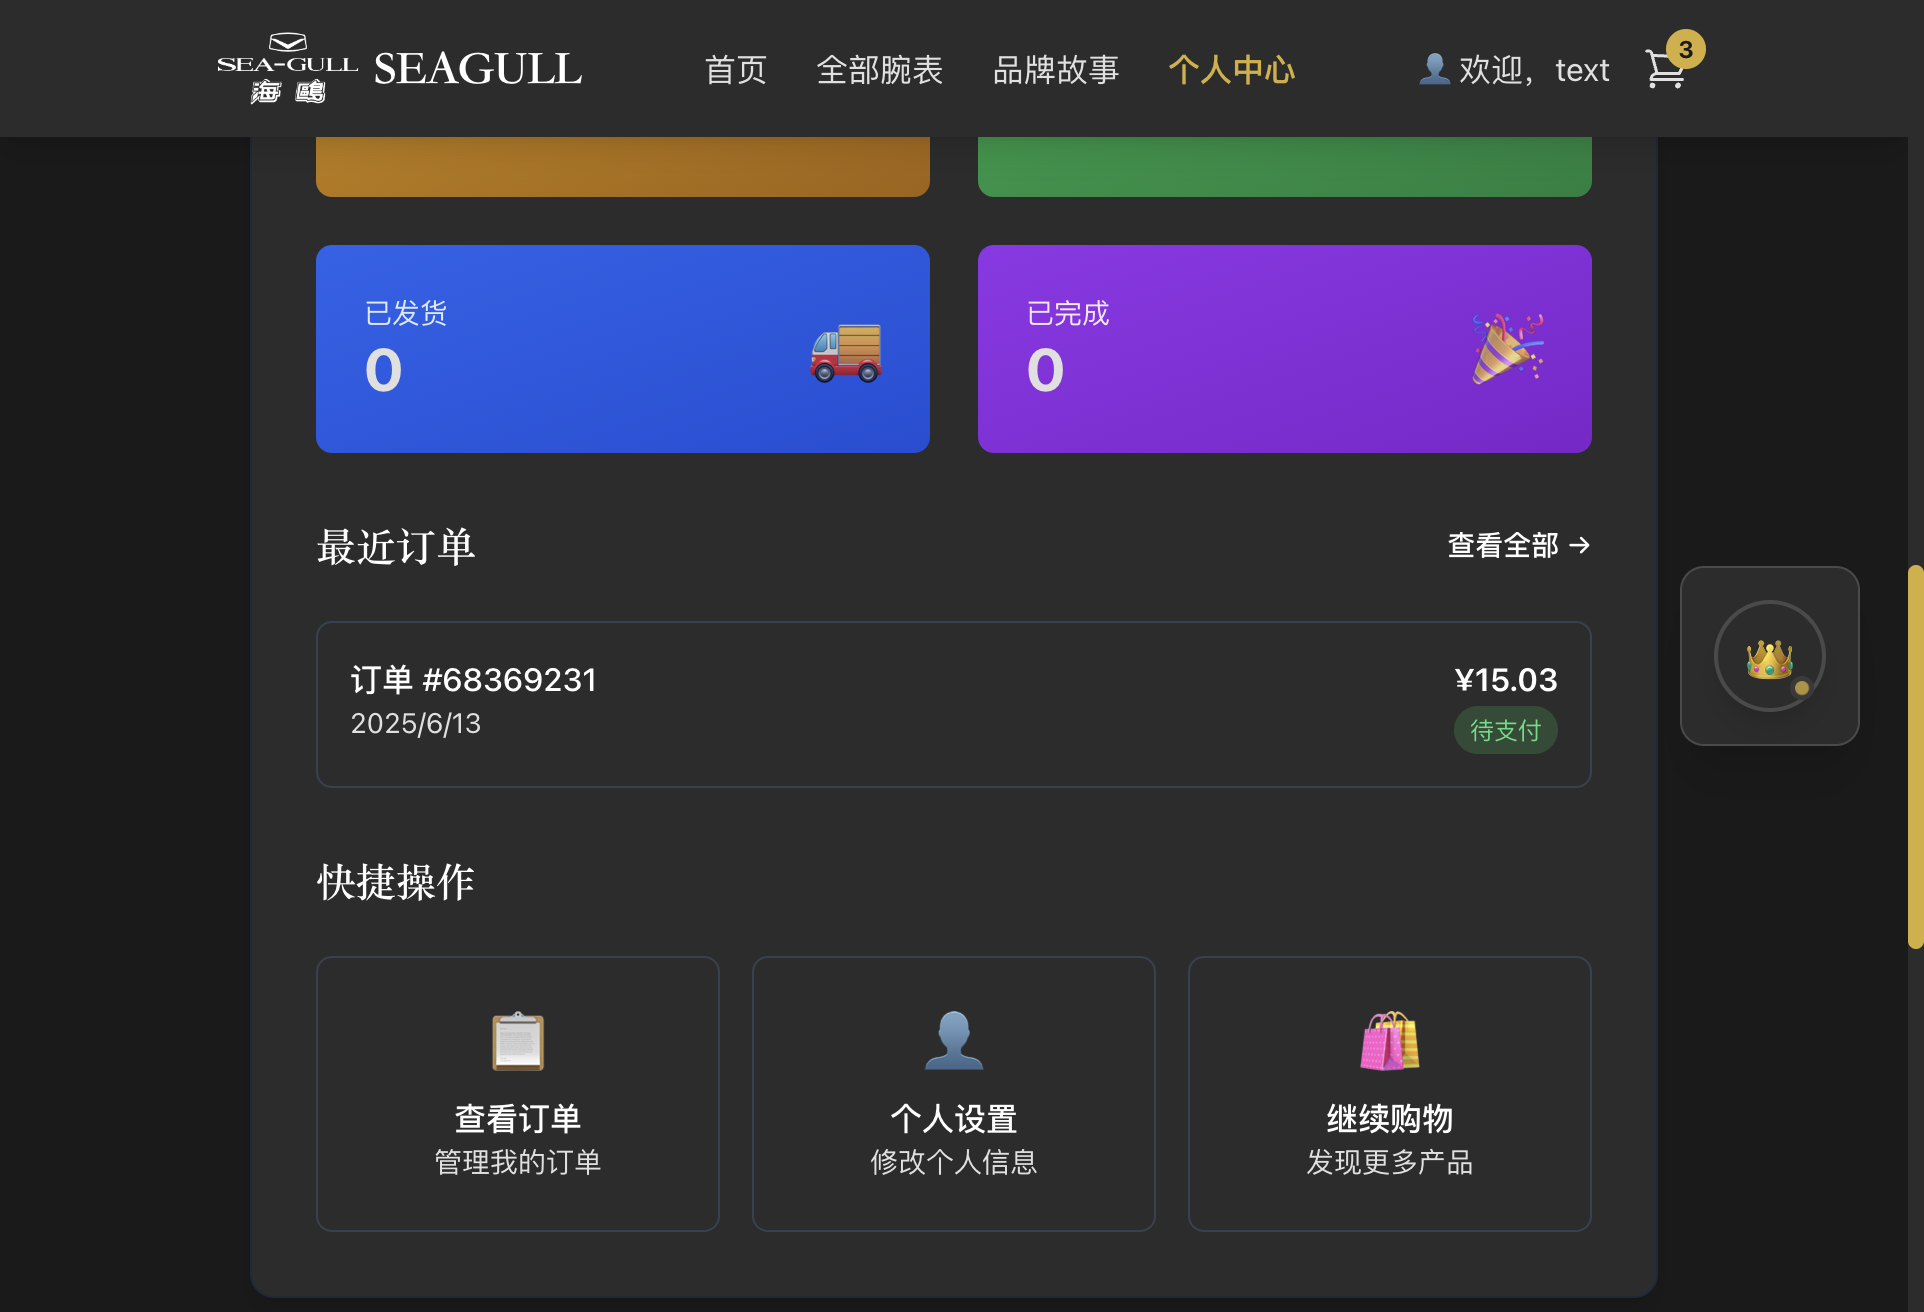 SEA-GULL
海鷗
SEAGULL
首页
全部腕表
品牌故事
个人中心
欢迎，text
3
已发货
0
已完成
0
最近订单
查看全部 →
订单 #68369231
¥15.03
2025/6/13
待支付
快捷操作
查看订单
管理我的订单
个人设置
修改个人信息
继续购物
发现更多产品